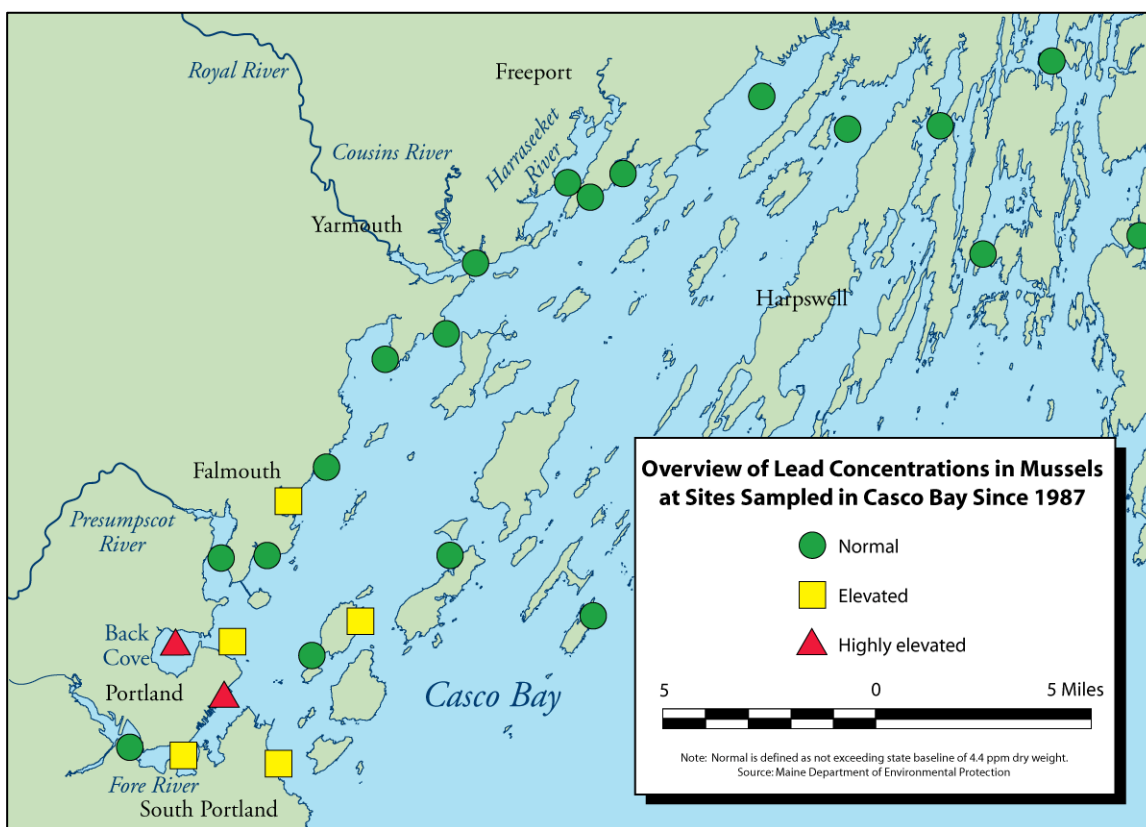 Royal River
Freeport
Cousins River
Harraseeket
River
Yarmouth
Harpswell
Falmouth
Presumpscot
River
Back
Cove
Portland
Casco Bay
Fore River
South Portland
Overview of Lead Concentrations in Mussels
at Sites Sampled in Casco Bay Since 1987
Normal
Elevated
Highly elevated
5 0 5 Miles
Note: Normal is defined as not exceeding state baseline of 4.4 ppm dry weight.
Source: Maine Department of Environmental Protection